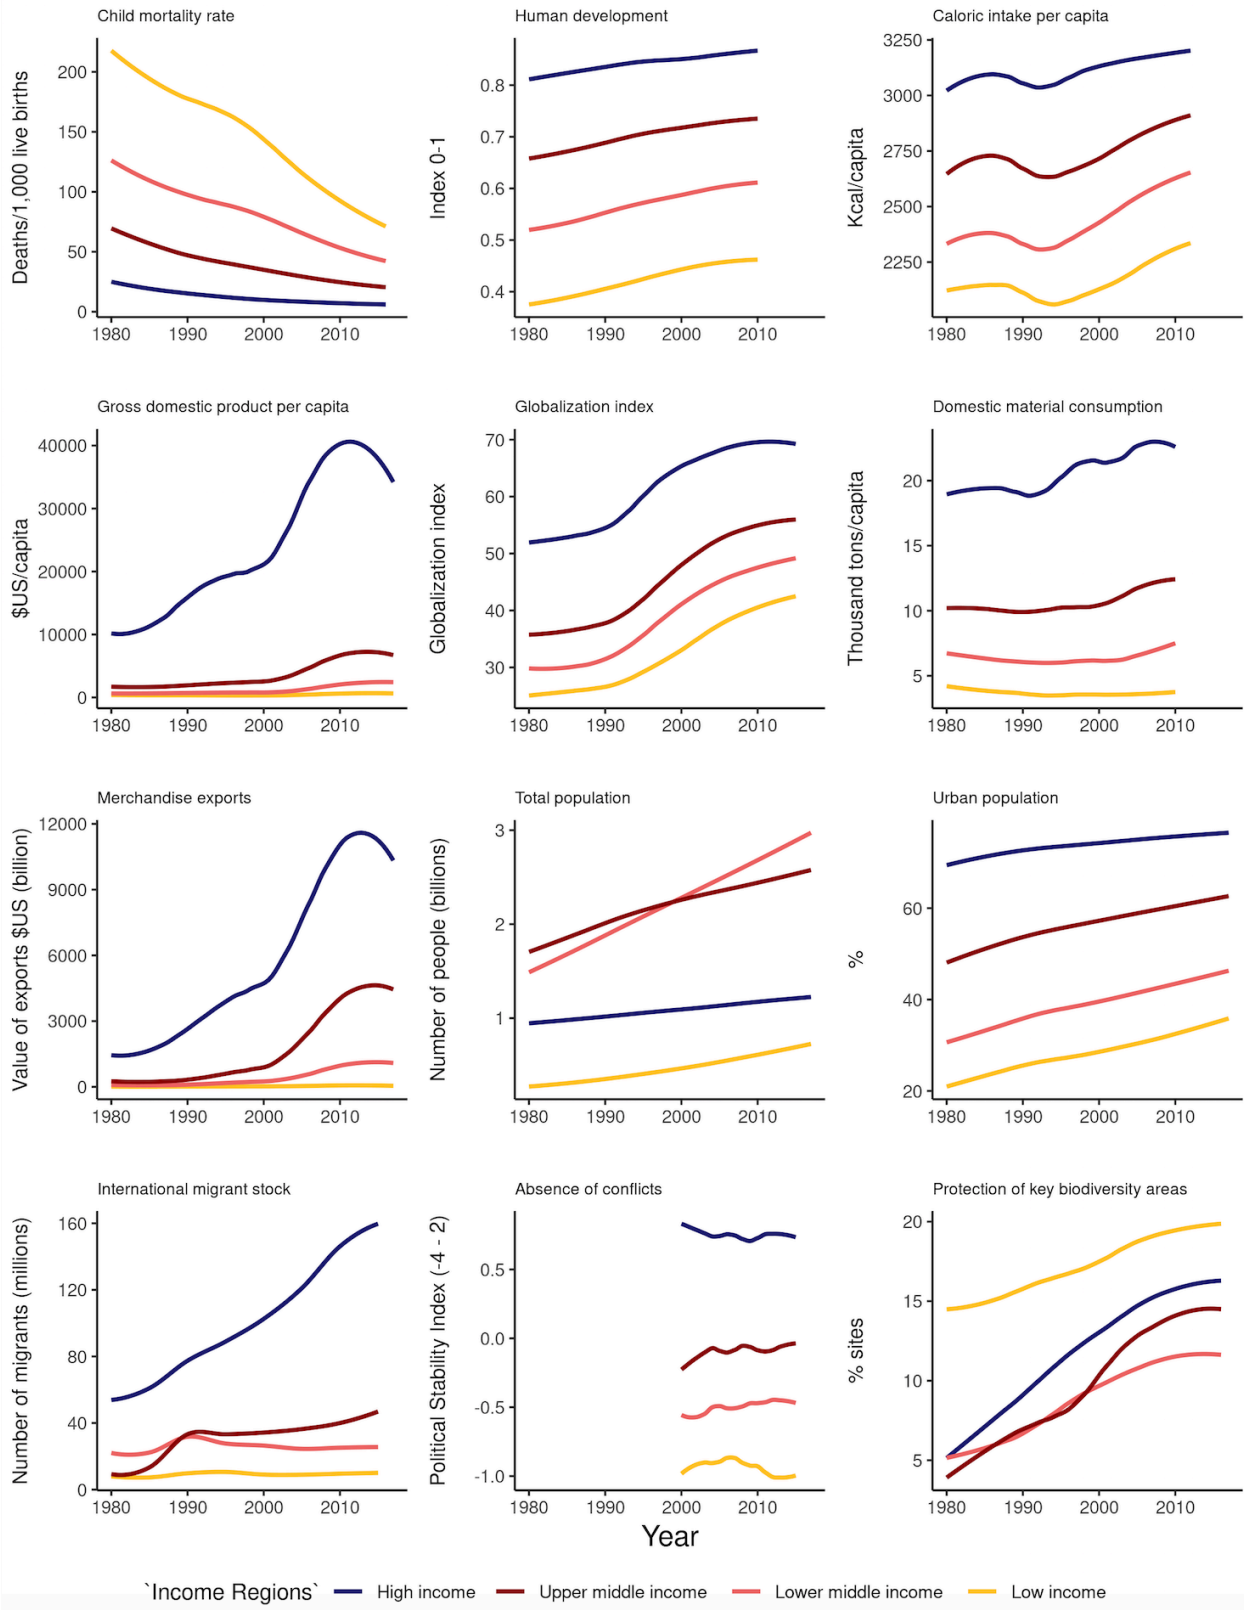 Child mortality rate
Deaths/1,000 live births
200
150
100
50
0
1980 1990 2000 2010
Human development
Index 0-1
0.8
0.7
0.6
0.5
0.4
1980 1990 2000 2010
Caloric intake per capita
Kcal/capita
3250
3000
2750
2500
2250
1980 1990 2000 2010
Gross domestic product per capita
$US/capita
40000
30000
20000
10000
0
1980 1990 2000 2010
Globalization index
Globalization index
70
60
50
40
30
1980 1990 2000 2010
Domestic material consumption
Thousand tons/capita
20
15
10
5
1980 1990 2000 2010
Merchandise exports
Value of exports $US (billion)
12000
9000
6000
3000
0
1980 1990 2000 2010
Total population
Number of people (billions)
3
2
1
1980 1990 2000 2010
Urban population
%
60
40
20
1980 1990 2000 2010
International migrant stock
Number of migrants (millions)
160
120
80
40
0
1980 1990 2000 2010
Absence of conflicts
Political Stability Index (-4 - 2)
0.5
0.0
-0.5
-1.0
1980 1990 2000 2010
Protection of key biodiversity areas
% sites
20
15
10
5
1980 1990 2000 2010
Year
`Income Regions` High income Upper middle income Lower middle income Low income